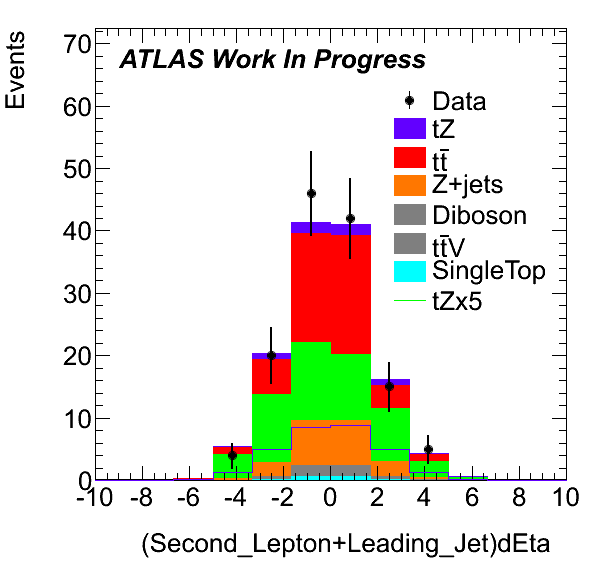 Events
ATLAS Work In Progress
Data
tZ
tt̄
Z+jets
Diboson
tt̄V
SingleTop
tZx5
70
60
50
40
30
20
10
0
-10 -8 -6 -4 -2 0 2 4 6 8 10
(Second_Lepton+Leading_Jet)dEta